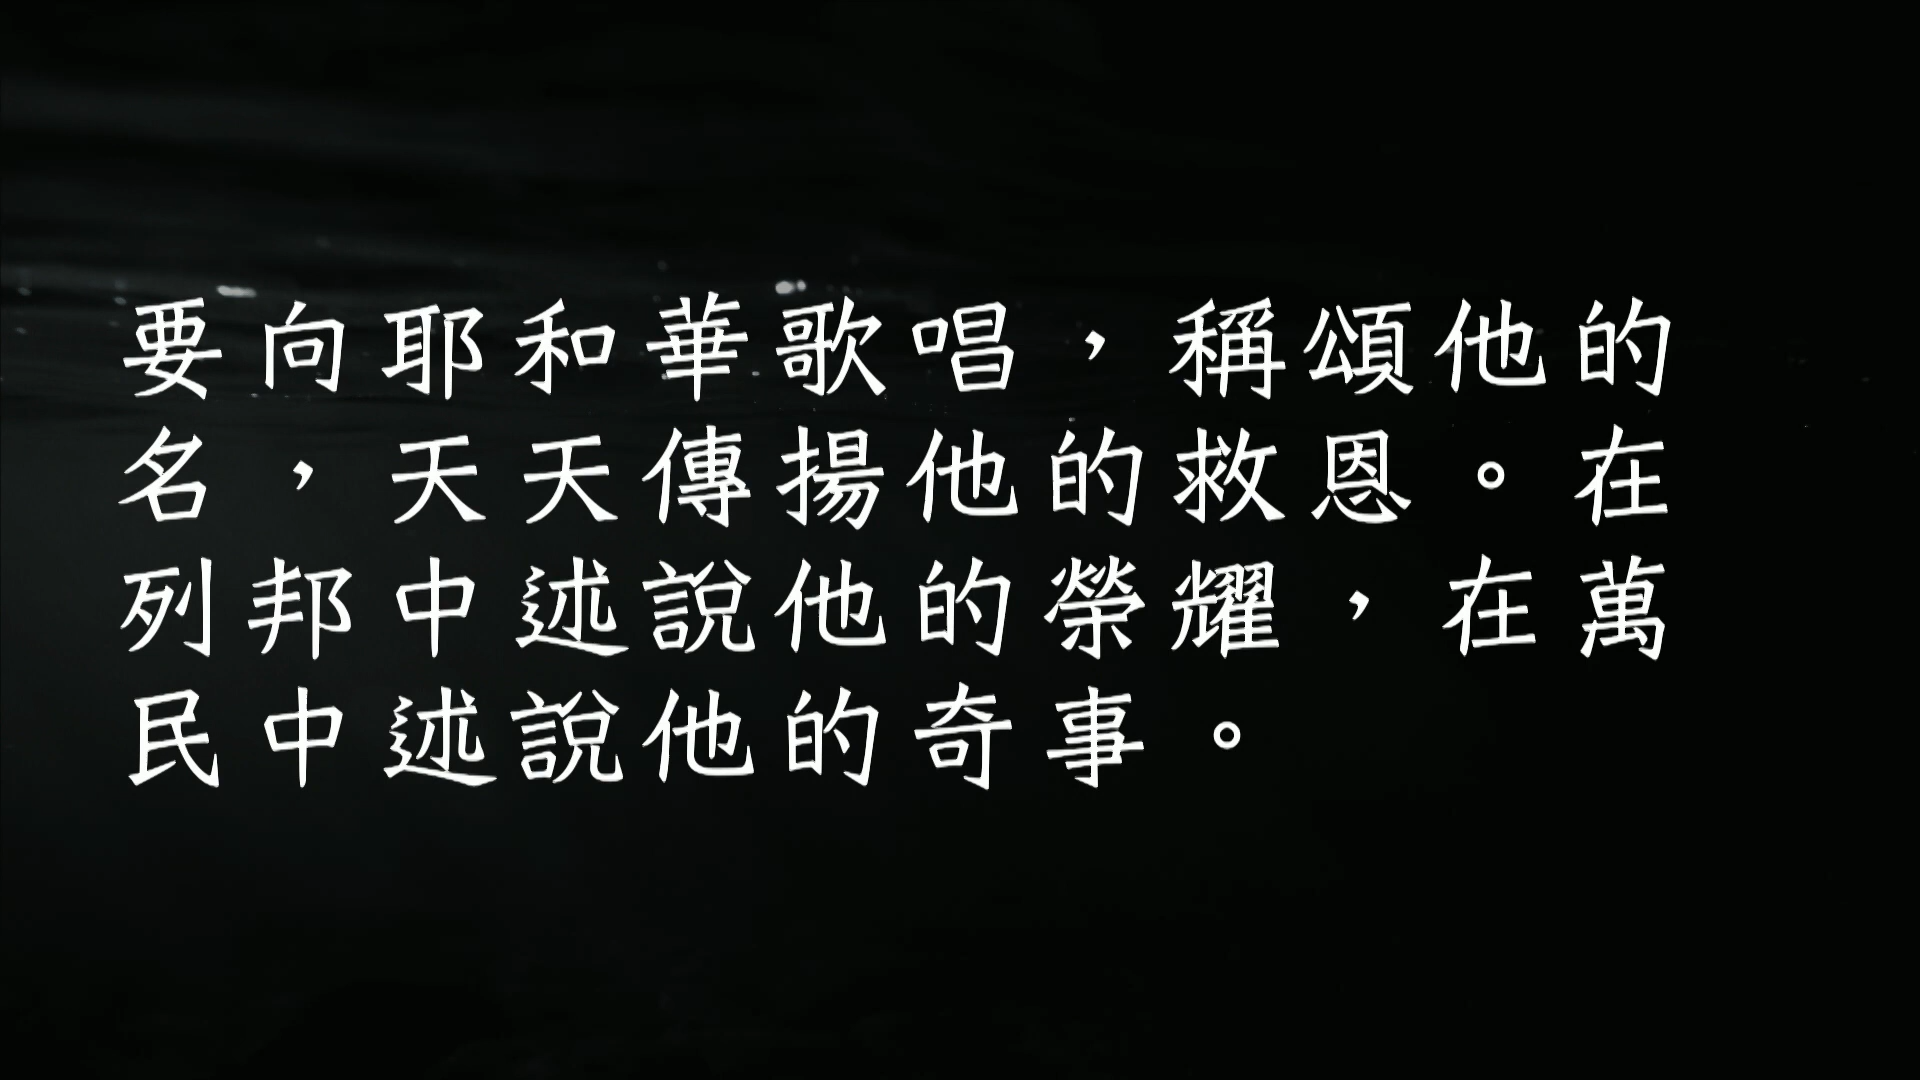 要向耶和華歌唱，稱頌他的
名，天天傳揚他的救恩。在
列邦中述說他的榮耀，在萬
民中述說他的奇事。